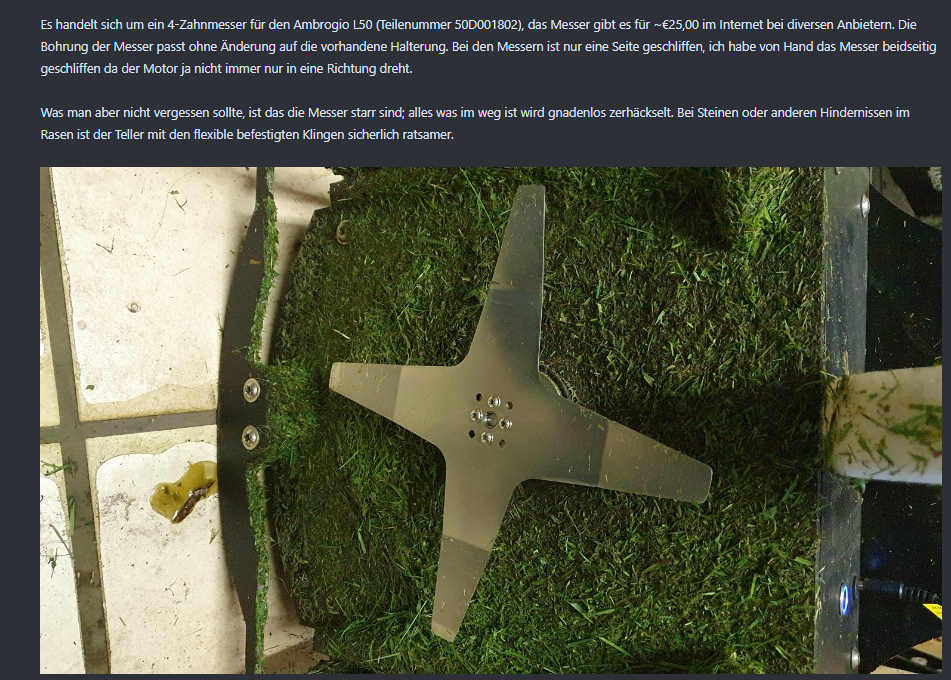 Es handelt sich um ein 4-Zahnmesser für den Ambrogio L50 (Teilenummer 50D001802), das Messer gibt es für ~€25,00 im Internet bei diversen Anbietern. Die
Bohrung der Messer passt ohne Änderung auf die vorhandene Halterung. Bei den Messern ist nur eine Seite geschliffen, ich habe von Hand das Messer beidseitig
geschliffen da der Motor ja nicht immer nur in eine Richtung dreht.
Was man aber nicht vergessen sollte, ist das die Messer starr sind; alles was im weg ist wird gnadenlos zerhäckselt. Bei Steinen oder anderen Hindernissen im
Rasen ist der Teller mit den flexible befestigten Klingen sicherlich ratsamer.